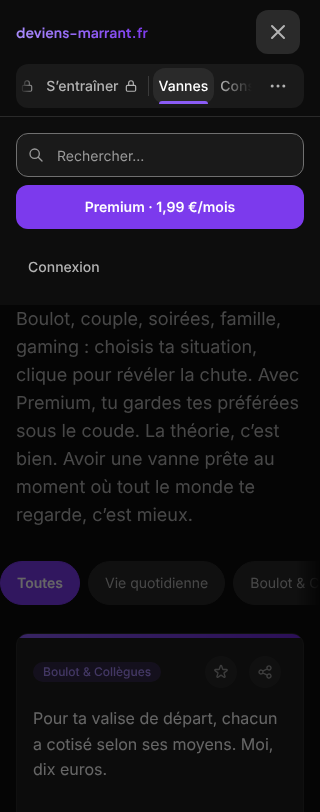 deviens-marrant.fr
S'entraîner
Vannes
Cons
Rechercher...
Premium · 1,99 €/mois
Connexion
Boulot, couple, soirées, famille,
gaming : choisis ta situation,
clique pour révéler la chute. Avec
Premium, tu gardes tes préférées
sous le coude. La théorie, c'est
bien. Avoir une vanne prête au
moment où tout le monde te
regarde, c'est mieux.
Toutes
Vie quotidienne
Boulot & C
Boulot & Collègues
Pour ta valise de départ, chacun
a cotisé selon ses moyens. Moi,
dix euros.